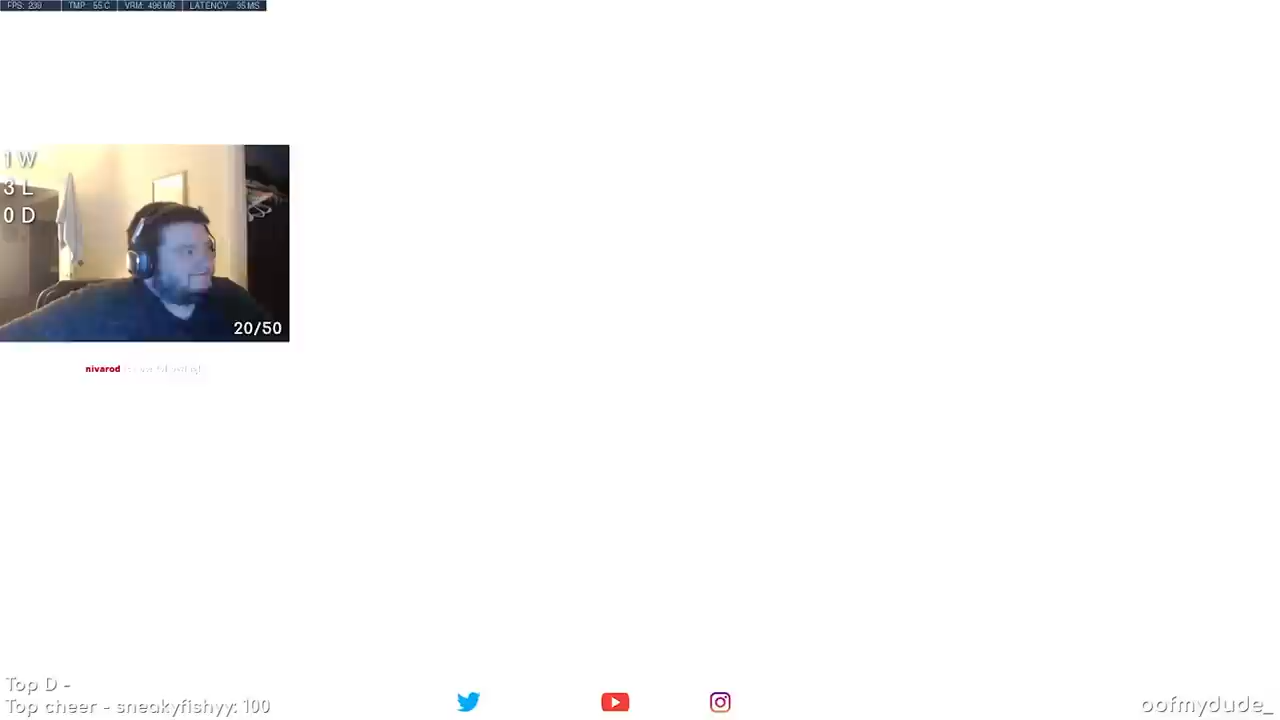 FPS: 239 TMP: 55 C VRM: 496 MB LATENCY 35 MS
1 W
3 L
0 D
20/50
nivarod
Top D -
Top cheer - sneakyfishyy: 100
oofmydude_